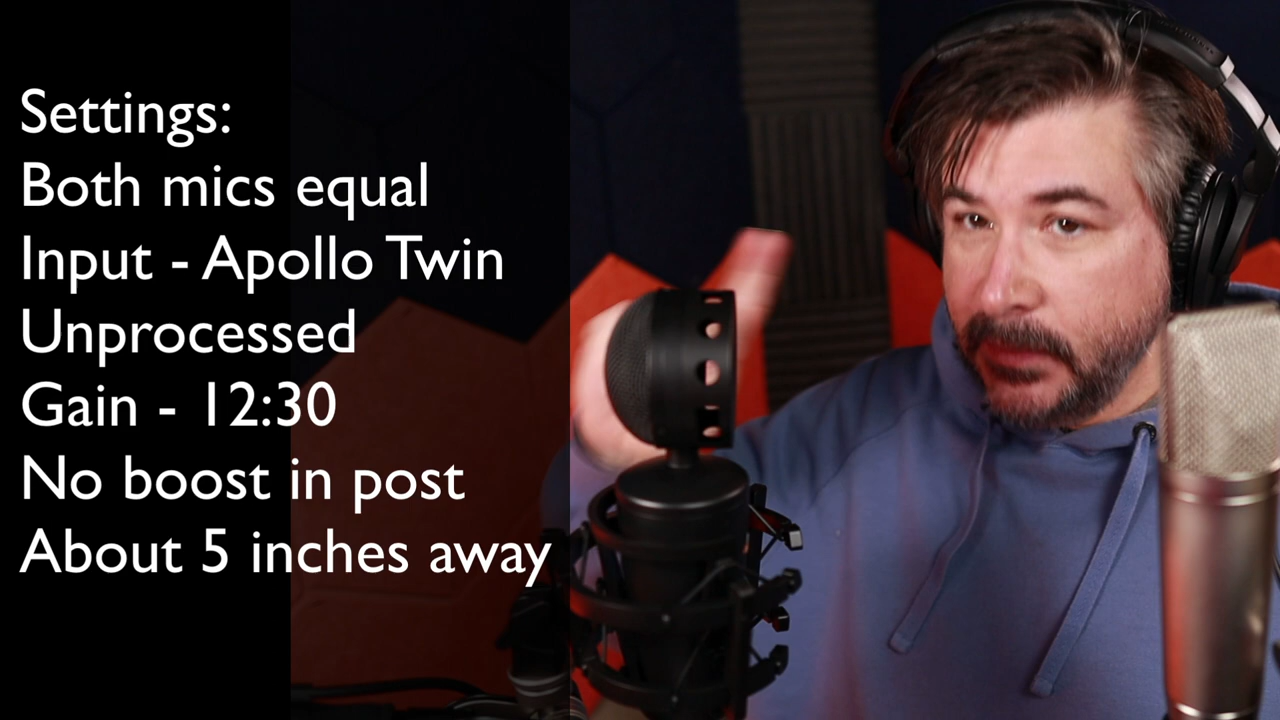 Settings:
Both mics equal
Input - Apollo Twin
Unprocessed
Gain - 12:30
No boost in post
About 5 inches away